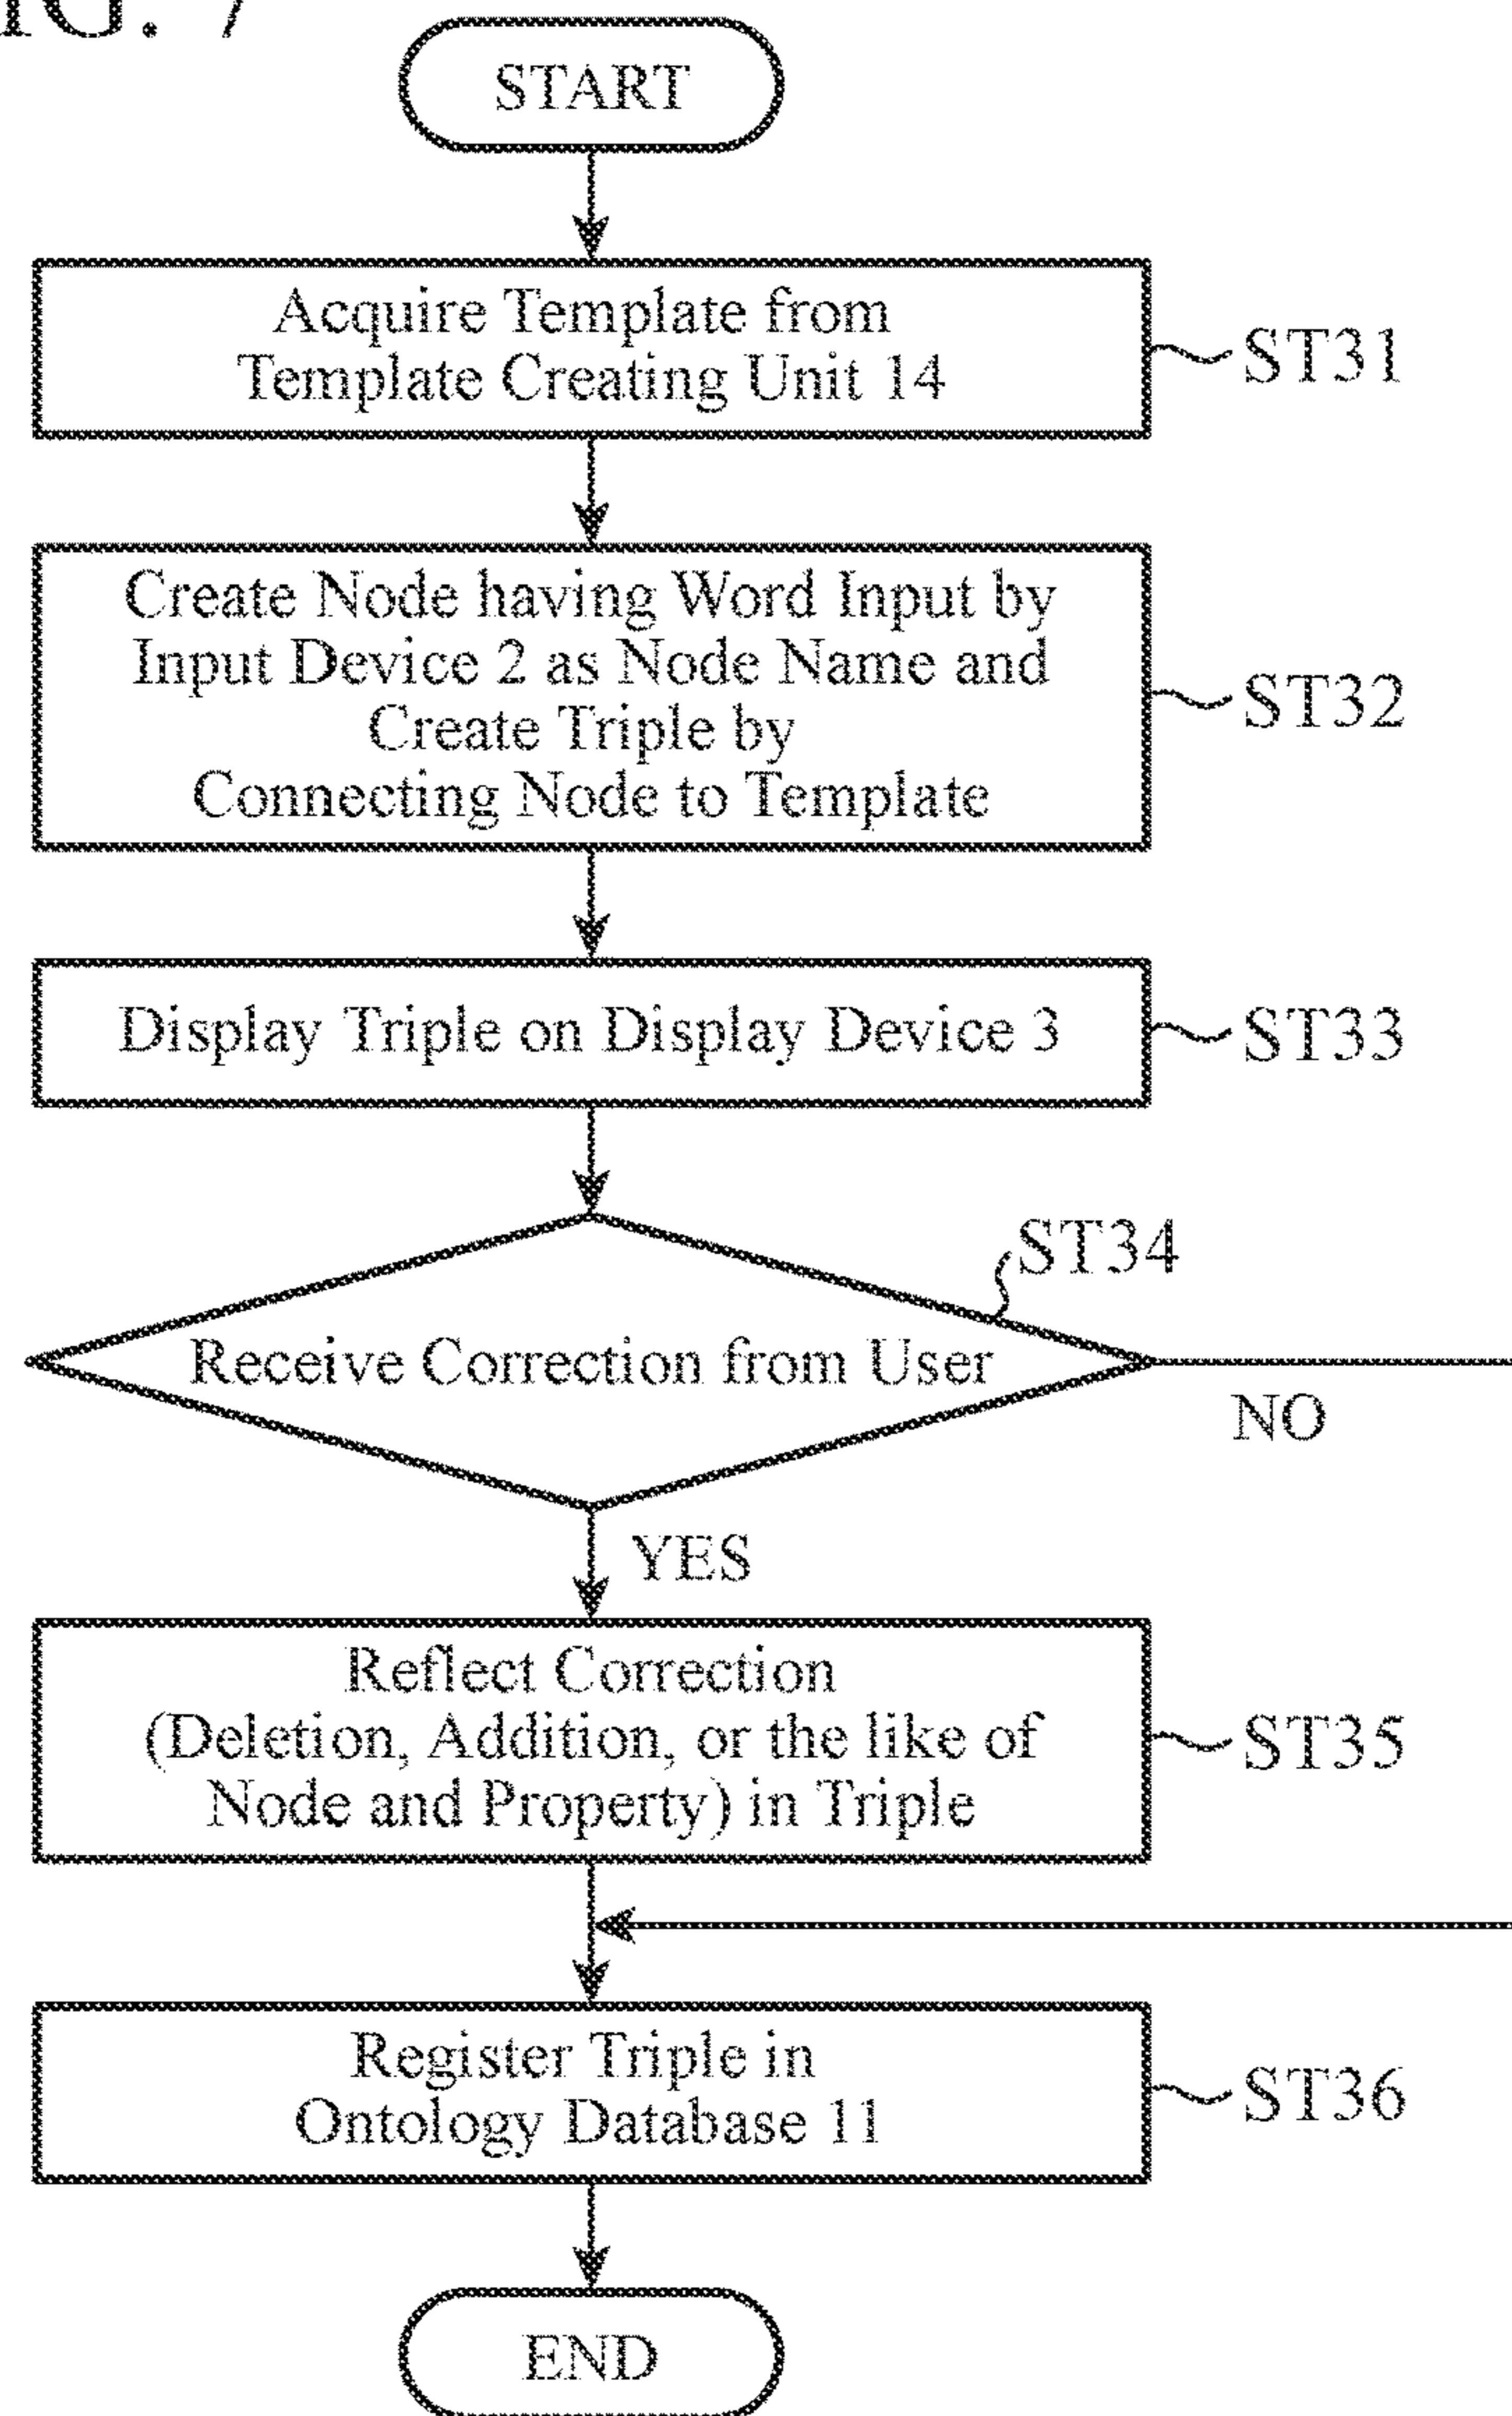 IG. 7
START
Acquire Template from
Template Creating Unit 14
ST31
Create Node having Word Input by
Input Device 2 as Node Name and
Create Triple by
Connecting Node to Template
ST32
Display Triple on Display Device 3
ST33
ST34
Receive Correction from User
NO
YES
Reflect Correction
(Deletion, Addition, or the like of
Node and Property) in Triple
ST35
Register Triple in
Ontology Database 11
ST36
END